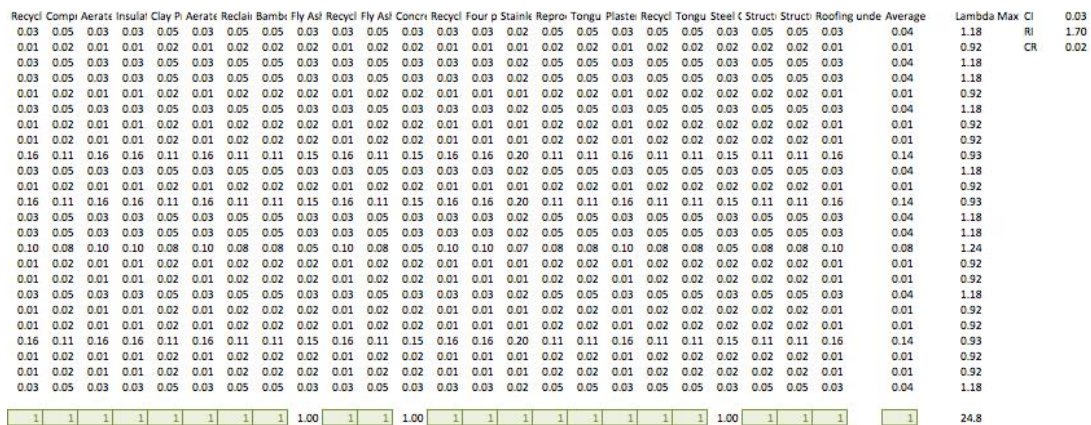 Recycl Compi Aerate Insulat Clay Pi Aerate Reclain Bambo Fly Asl Recycl Fly Asl Concre Recycl Four p Stainle Repro Tongu Plaste Recycl Tongu Steel C Structi Structi Roofing unde Average Lambda Max CI 0.03
0.03 0.05 0.03 0.03 0.05 0.03 0.05 0.05 0.03 0.03 0.05 0.03 0.03 0.03 0.02 0.05 0.05 0.03 0.05 0.05 0.03 0.05 0.05 0.03 0.04 1.18 RI 1.70
0.01 0.02 0.01 0.01 0.02 0.01 0.02 0.02 0.02 0.01 0.02 0.02 0.01 0.01 0.02 0.02 0.02 0.01 0.02 0.02 0.02 0.02 0.02 0.01 0.01 0.92 CR 0.02
0.03 0.05 0.03 0.03 0.05 0.03 0.05 0.05 0.03 0.03 0.05 0.03 0.03 0.03 0.02 0.05 0.05 0.03 0.05 0.05 0.03 0.05 0.05 0.03 0.04 1.18
0.03 0.05 0.03 0.03 0.05 0.03 0.05 0.05 0.03 0.03 0.05 0.03 0.03 0.03 0.02 0.05 0.05 0.03 0.05 0.05 0.03 0.05 0.05 0.03 0.04 1.18
0.01 0.02 0.01 0.01 0.02 0.01 0.02 0.02 0.02 0.01 0.02 0.02 0.01 0.01 0.02 0.02 0.02 0.01 0.02 0.02 0.02 0.02 0.02 0.01 0.01 0.92
0.03 0.05 0.03 0.03 0.05 0.03 0.05 0.05 0.03 0.03 0.05 0.03 0.03 0.03 0.02 0.05 0.05 0.03 0.05 0.05 0.03 0.05 0.05 0.03 0.04 1.18
0.01 0.02 0.01 0.01 0.02 0.01 0.02 0.02 0.02 0.01 0.02 0.02 0.01 0.01 0.02 0.02 0.02 0.01 0.02 0.02 0.02 0.02 0.02 0.01 0.01 0.92
0.01 0.02 0.01 0.01 0.02 0.01 0.02 0.02 0.02 0.01 0.02 0.02 0.01 0.01 0.02 0.02 0.02 0.01 0.02 0.02 0.02 0.02 0.02 0.01 0.01 0.92
0.16 0.11 0.16 0.16 0.11 0.16 0.11 0.11 0.15 0.16 0.11 0.15 0.16 0.16 0.20 0.11 0.11 0.16 0.11 0.11 0.15 0.11 0.11 0.16 0.14 0.93
0.03 0.05 0.03 0.03 0.05 0.03 0.05 0.05 0.03 0.03 0.05 0.03 0.03 0.03 0.02 0.05 0.05 0.03 0.05 0.05 0.03 0.05 0.05 0.03 0.04 1.18
0.01 0.02 0.01 0.01 0.02 0.01 0.02 0.02 0.02 0.01 0.02 0.02 0.01 0.01 0.02 0.02 0.02 0.01 0.02 0.02 0.02 0.02 0.02 0.01 0.01 0.92
0.16 0.11 0.16 0.16 0.11 0.16 0.11 0.11 0.15 0.16 0.11 0.15 0.16 0.16 0.20 0.11 0.11 0.16 0.11 0.11 0.15 0.11 0.11 0.16 0.14 0.93
0.03 0.05 0.03 0.03 0.05 0.03 0.05 0.05 0.03 0.03 0.05 0.03 0.03 0.03 0.02 0.05 0.05 0.03 0.05 0.05 0.03 0.05 0.05 0.03 0.04 1.18
0.03 0.05 0.03 0.03 0.05 0.03 0.05 0.05 0.03 0.03 0.05 0.03 0.03 0.03 0.02 0.05 0.05 0.03 0.05 0.05 0.03 0.05 0.05 0.03 0.04 1.18
0.10 0.08 0.10 0.10 0.08 0.10 0.08 0.08 0.05 0.10 0.08 0.05 0.10 0.10 0.07 0.08 0.08 0.10 0.08 0.08 0.05 0.08 0.08 0.10 0.08 1.24
0.01 0.02 0.01 0.01 0.02 0.01 0.02 0.02 0.02 0.01 0.02 0.02 0.01 0.01 0.02 0.02 0.02 0.01 0.02 0.02 0.02 0.02 0.02 0.01 0.01 0.92
0.01 0.02 0.01 0.01 0.02 0.01 0.02 0.02 0.02 0.01 0.02 0.02 0.01 0.01 0.02 0.02 0.02 0.01 0.02 0.02 0.02 0.02 0.02 0.01 0.01 0.92
0.03 0.05 0.03 0.03 0.05 0.03 0.05 0.05 0.03 0.03 0.05 0.03 0.03 0.03 0.02 0.05 0.05 0.03 0.05 0.05 0.03 0.05 0.05 0.03 0.04 1.18
0.01 0.02 0.01 0.01 0.02 0.01 0.02 0.02 0.02 0.01 0.02 0.02 0.01 0.01 0.02 0.02 0.02 0.01 0.02 0.02 0.02 0.02 0.02 0.01 0.01 0.92
0.01 0.02 0.01 0.01 0.02 0.01 0.02 0.02 0.02 0.01 0.02 0.02 0.01 0.01 0.02 0.02 0.02 0.01 0.02 0.02 0.02 0.02 0.02 0.01 0.01 0.92
0.16 0.11 0.16 0.16 0.11 0.16 0.11 0.11 0.15 0.16 0.11 0.15 0.16 0.16 0.20 0.11 0.11 0.16 0.11 0.11 0.15 0.11 0.11 0.16 0.14 0.93
0.01 0.02 0.01 0.01 0.02 0.01 0.02 0.02 0.02 0.01 0.02 0.02 0.01 0.01 0.02 0.02 0.02 0.01 0.02 0.02 0.02 0.02 0.02 0.01 0.01 0.92
0.01 0.02 0.01 0.01 0.02 0.01 0.02 0.02 0.02 0.01 0.02 0.02 0.01 0.01 0.02 0.02 0.02 0.01 0.02 0.02 0.02 0.02 0.02 0.01 0.01 0.92
0.03 0.05 0.03 0.03 0.05 0.03 0.05 0.05 0.03 0.03 0.05 0.03 0.03 0.03 0.02 0.05 0.05 0.03 0.05 0.05 0.03 0.05 0.05 0.03 0.04 1.18
1 1 1 1 1 1 1 1 1.00 1 1 1.00 1 1 1 1 1 1 1 1 1.00 1 1 1 1 24.8